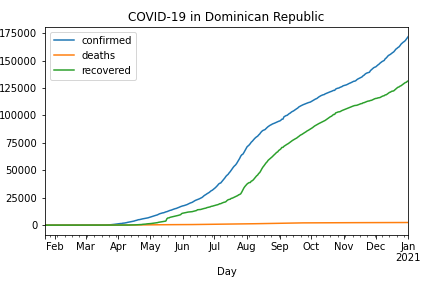 COVID-19 in Dominican Republic
confirmed
deaths
recovered
175000
150000
125000
100000
75000
50000
25000
0
Feb Mar Apr May Jun Jul Aug Sep Oct Nov Dec Jan
2021
Day